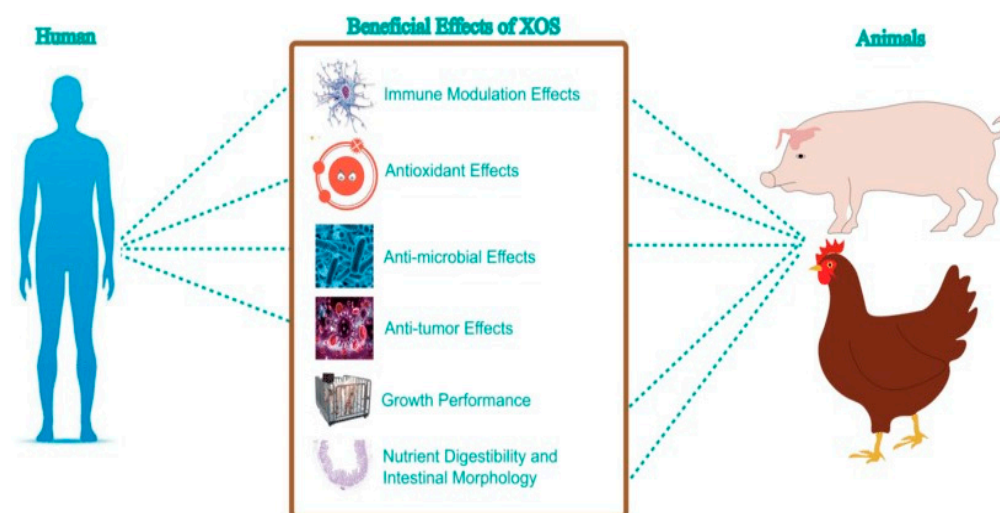 Human
Beneficial Effects of XOS
Animals
Immune Modulation Effects
Antioxidant Effects
Anti-microbial Effects
Anti-tumor Effects
Growth Performance
Nutrient Digestibility and
Intestinal Morphology